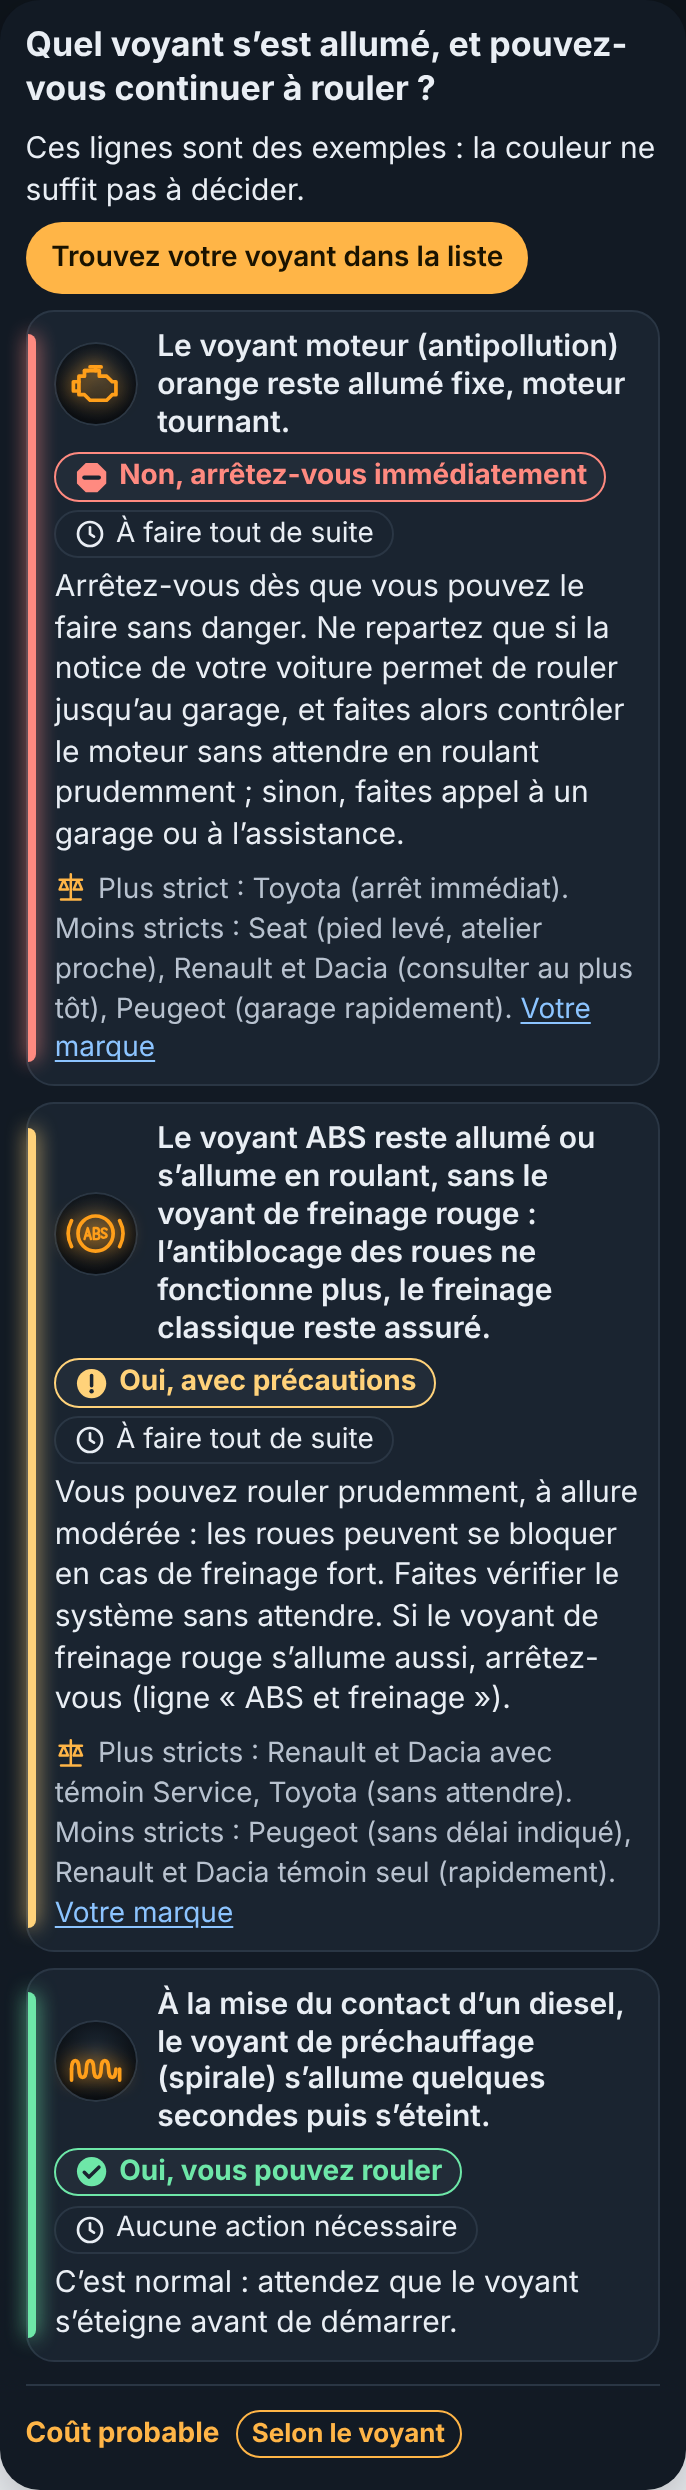 Quel voyant s’est allumé, et pouvez-
vous continuer à rouler ?
Ces lignes sont des exemples : la couleur ne
suffit pas à décider.
Trouvez votre voyant dans la liste
Le voyant moteur (antipollution)
orange reste allumé fixe, moteur
tournant.
Non, arrêtez-vous immédiatement
À faire tout de suite
Arrêtez-vous dès que vous pouvez le
faire sans danger. Ne repartez que si la
notice de votre voiture permet de rouler
jusqu’au garage, et faites alors contrôler
le moteur sans attendre en roulant
prudemment ; sinon, faites appel à un
garage ou à l’assistance.
Plus strict : Toyota (arrêt immédiat).
Moins stricts : Seat (pied levé, atelier
proche), Renault et Dacia (consulter au plus
tôt), Peugeot (garage rapidement). Votre
marque
Le voyant ABS reste allumé ou
s’allume en roulant, sans le
voyant de freinage rouge :
l’antiblocage des roues ne
fonctionne plus, le freinage
classique reste assuré.
ABS
Oui, avec précautions
À faire tout de suite
Vous pouvez rouler prudemment, à allure
modérée : les roues peuvent se bloquer
en cas de freinage fort. Faites vérifier le
système sans attendre. Si le voyant de
freinage rouge s’allume aussi, arrêtez-
vous (ligne « ABS et freinage »).
Plus stricts : Renault et Dacia avec
témoin Service, Toyota (sans attendre).
Moins stricts : Peugeot (sans délai indiqué),
Renault et Dacia témoin seul (rapidement).
Votre marque
À la mise du contact d’un diesel,
le voyant de préchauffage
(spirale) s’allume quelques
secondes puis s’éteint.
Oui, vous pouvez rouler
Aucune action nécessaire
C’est normal : attendez que le voyant
s’éteigne avant de démarrer.
Coût probable Selon le voyant